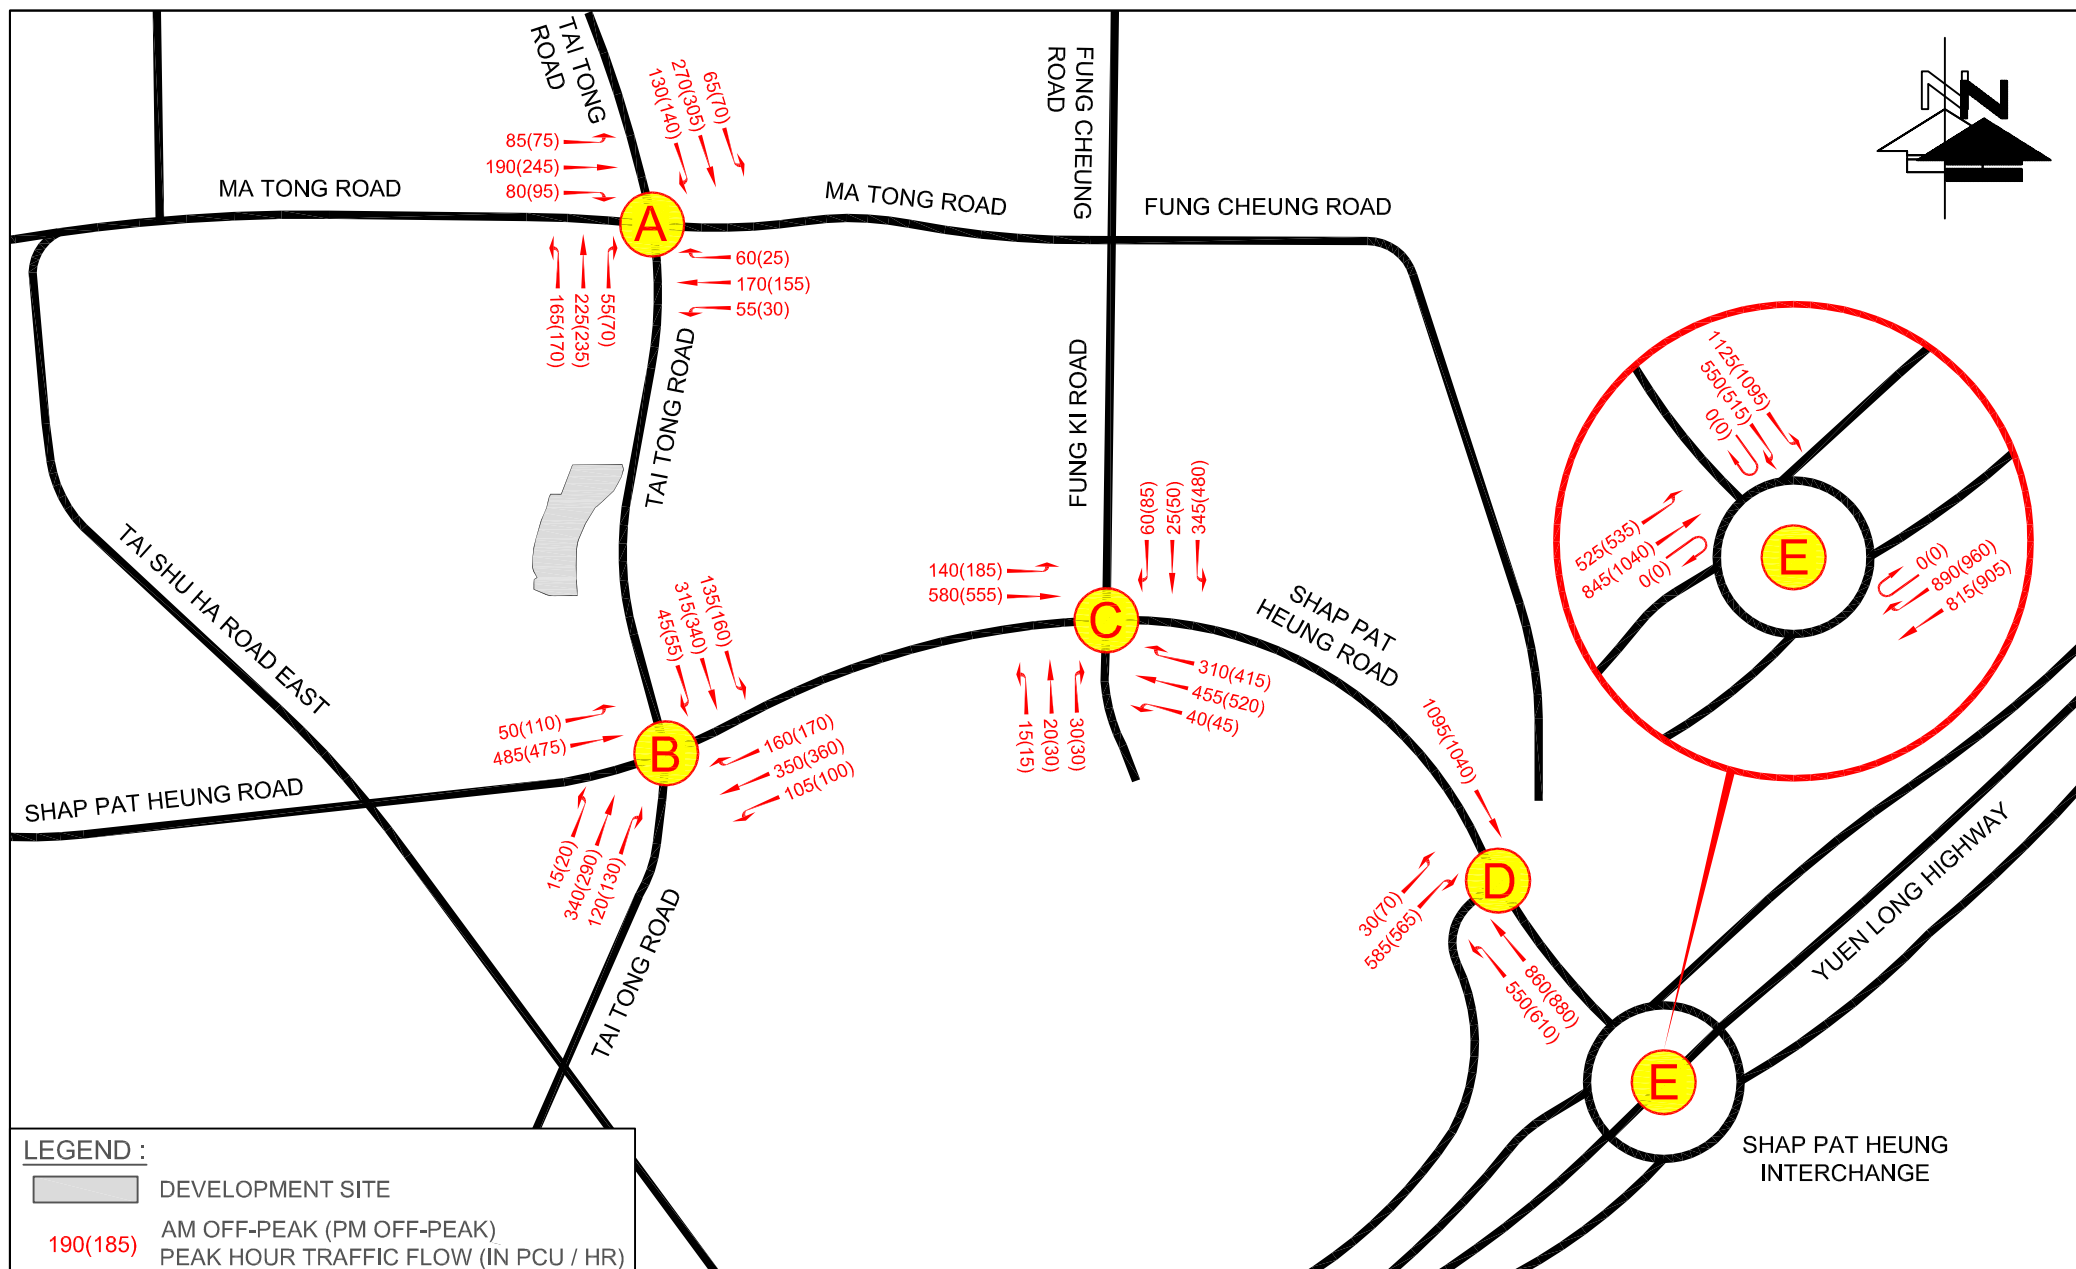 TAI TONG
ROAD
130(140)
270(305)
65(70)
85(75)
190(245)
80(95)
A
MA TONG ROAD
MA TONG ROAD
FUNG CHEUNG
ROAD
FUNG CHEUNG ROAD
N
N
60(25)
170(155)
55(30)
165(170)
225(235)
55(70)
TAI TONG ROAD
FUNG KI ROAD
1125(1095)
550(515)
0(0)
525(535)
845(1040)
0(0)
E
0(0)
890(960)
815(905)
60(85)
25(50)
345(480)
140(185)
580(555)
C
SHAP PAT
HEUNG ROAD
310(415)
455(520)
40(45)
15(15)
20(30)
30(30)
TAI SHU HA ROAD EAST
45(55)
315(340)
135(160)
50(110)
485(475)
B
160(170)
350(360)
105(100)
SHAP PAT HEUNG ROAD
15(20)
340(290)
120(130)
TAI TONG ROAD
1095(1040)
D
30(70)
585(565)
860(880)
550(610)
YUEN LONG HIGHWAY
E
SHAP PAT HEUNG
INTERCHANGE
LEGEND :
DEVELOPMENT SITE
190(185)
AM OFF-PEAK (PM OFF-PEAK)
PEAK HOUR TRAFFIC FLOW (IN PCU / HR)